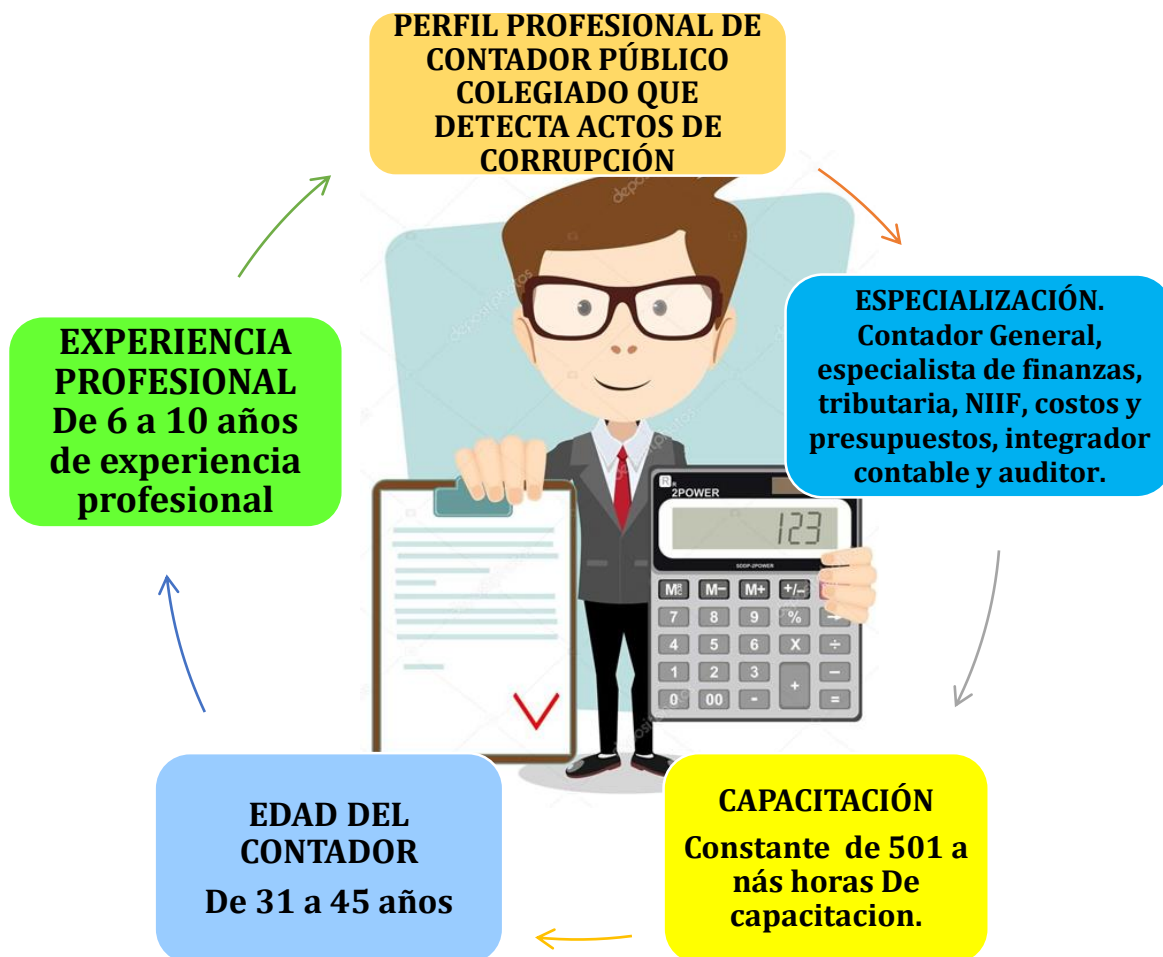 PERFIL PROFESIONAL DE
CONTADOR PÚBLICO
COLEGIADO QUE
DETECTA ACTOS DE
CORRUPCIÓN
ESPECIALIZACIÓN.
Contador General,
especialista de finanzas,
tributaria, NIIF, costos y
presupuestos, integrador
contable y auditor.
CAPACITACIÓN
Constante de 501 a
nás horas De
capacitacion.
EDAD DEL
CONTADOR
De 31 a 45 años
EXPERIENCIA
PROFESIONAL
De 6 a 10 años
de experiencia
profesional
depositphotos
R R
2POWER
123
SDDP-2POWER
M− M+ +/−
7 8 9 %
4 5 6 X ÷
1 2 3 + −
0 00 - =